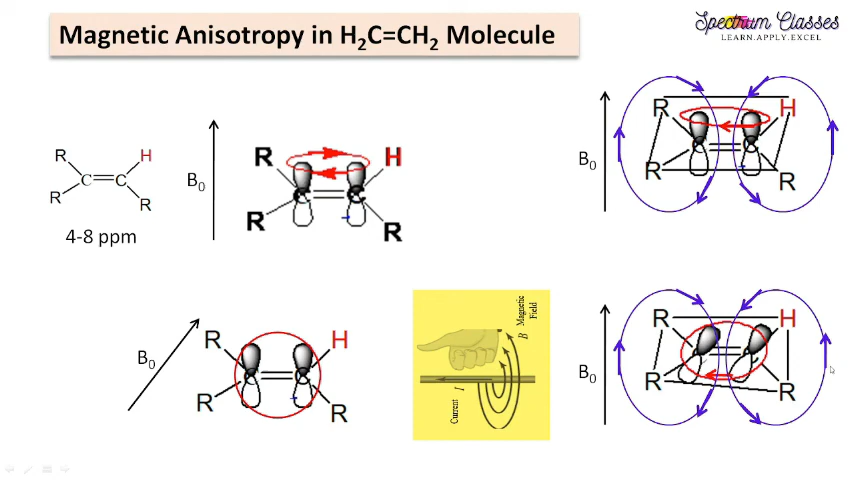 Magnetic Anisotropy in H₂C=CH₂ Molecule
Spectrum Classes
LEARN.APPLY.EXCEL
R H
C=C
R R
4-8 ppm
B₀
R H
R R
B₀
R H
R R
B₀
R H
R R
Current
I
B
Magnetic
Field
B₀
R H
R R